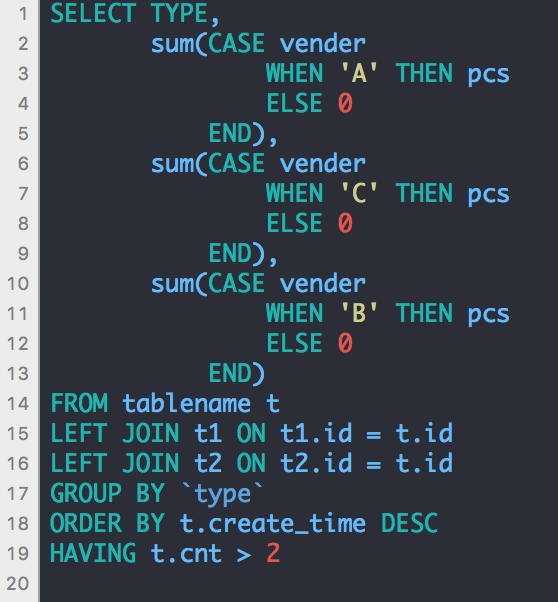 1 SELECT TYPE,
2 sum(CASE vender
3 WHEN 'A' THEN pcs
4 ELSE 0
5 END),
6 sum(CASE vender
7 WHEN 'C' THEN pcs
8 ELSE 0
9 END),
10 sum(CASE vender
11 WHEN 'B' THEN pcs
12 ELSE 0
13 END)
14 FROM tablename t
15 LEFT JOIN t1 ON t1.id = t.id
16 LEFT JOIN t2 ON t2.id = t.id
17 GROUP BY `type`
18 ORDER BY t.create_time DESC
19 HAVING t.cnt > 2
20